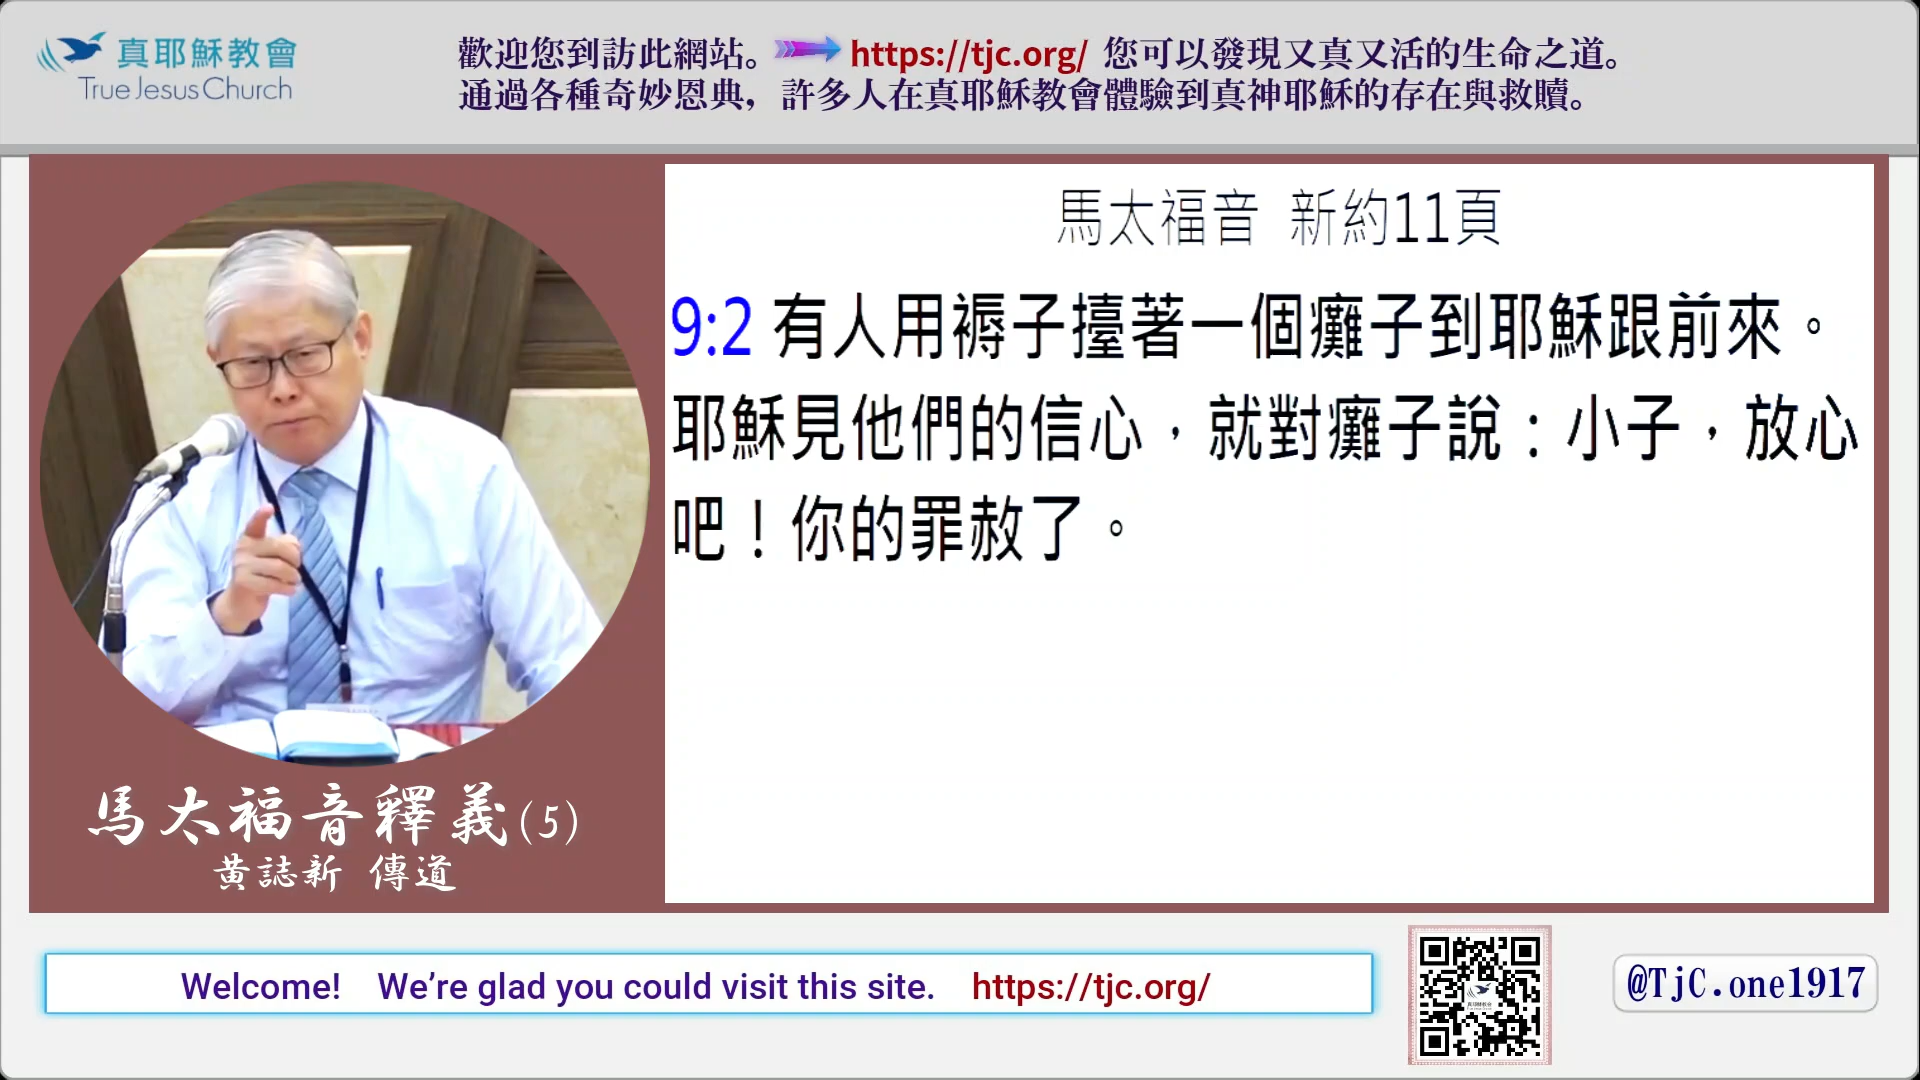 真耶穌教會
True Jesus Church
歡迎您到訪此網站。 https://tjc.org/ 您可以發現又真又活的生命之道。
通過各種奇妙恩典，許多人在真耶穌教會體驗到真神耶穌的存在與救贖。
馬太福音 新約11頁
9:2 有人用褥子擡著一個癱子到耶穌跟前來。
耶穌見他們的信心，就對癱子說：小子，放心
吧！你的罪赦了。
馬太福音釋義(5)
黃誌新 傳道
Welcome! We’re glad you could visit this site. https://tjc.org/
@TjC.one1917